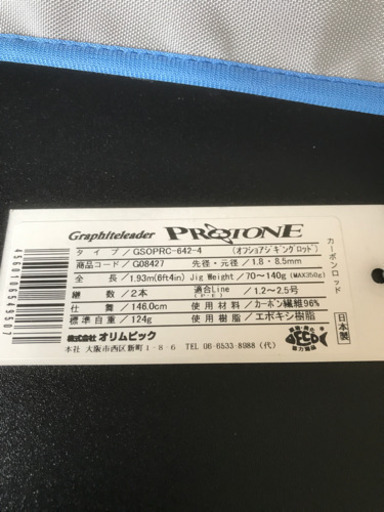 Graphiteleader PROTONE
タイプ/GSOPRC-642-4 (オフショアジギングロッド)
商品コード/G08427 先径・元径/1.8・8.5mm
全長/1.93m(6ft4in) Jig Weight/70〜140g(MAX350g)
継数/2本 適合Line(P・E)/1.2〜2.5号
仕舞/146.0cm 使用材料/カーボン繊維96%
標準自重/124g 使用樹脂/エポキシ樹脂
株式会社 オリムピック
本社 大阪市西区新町1-8-6 TEL 06-6533-8988 (代)
カーボンロッド
ECO
日本製